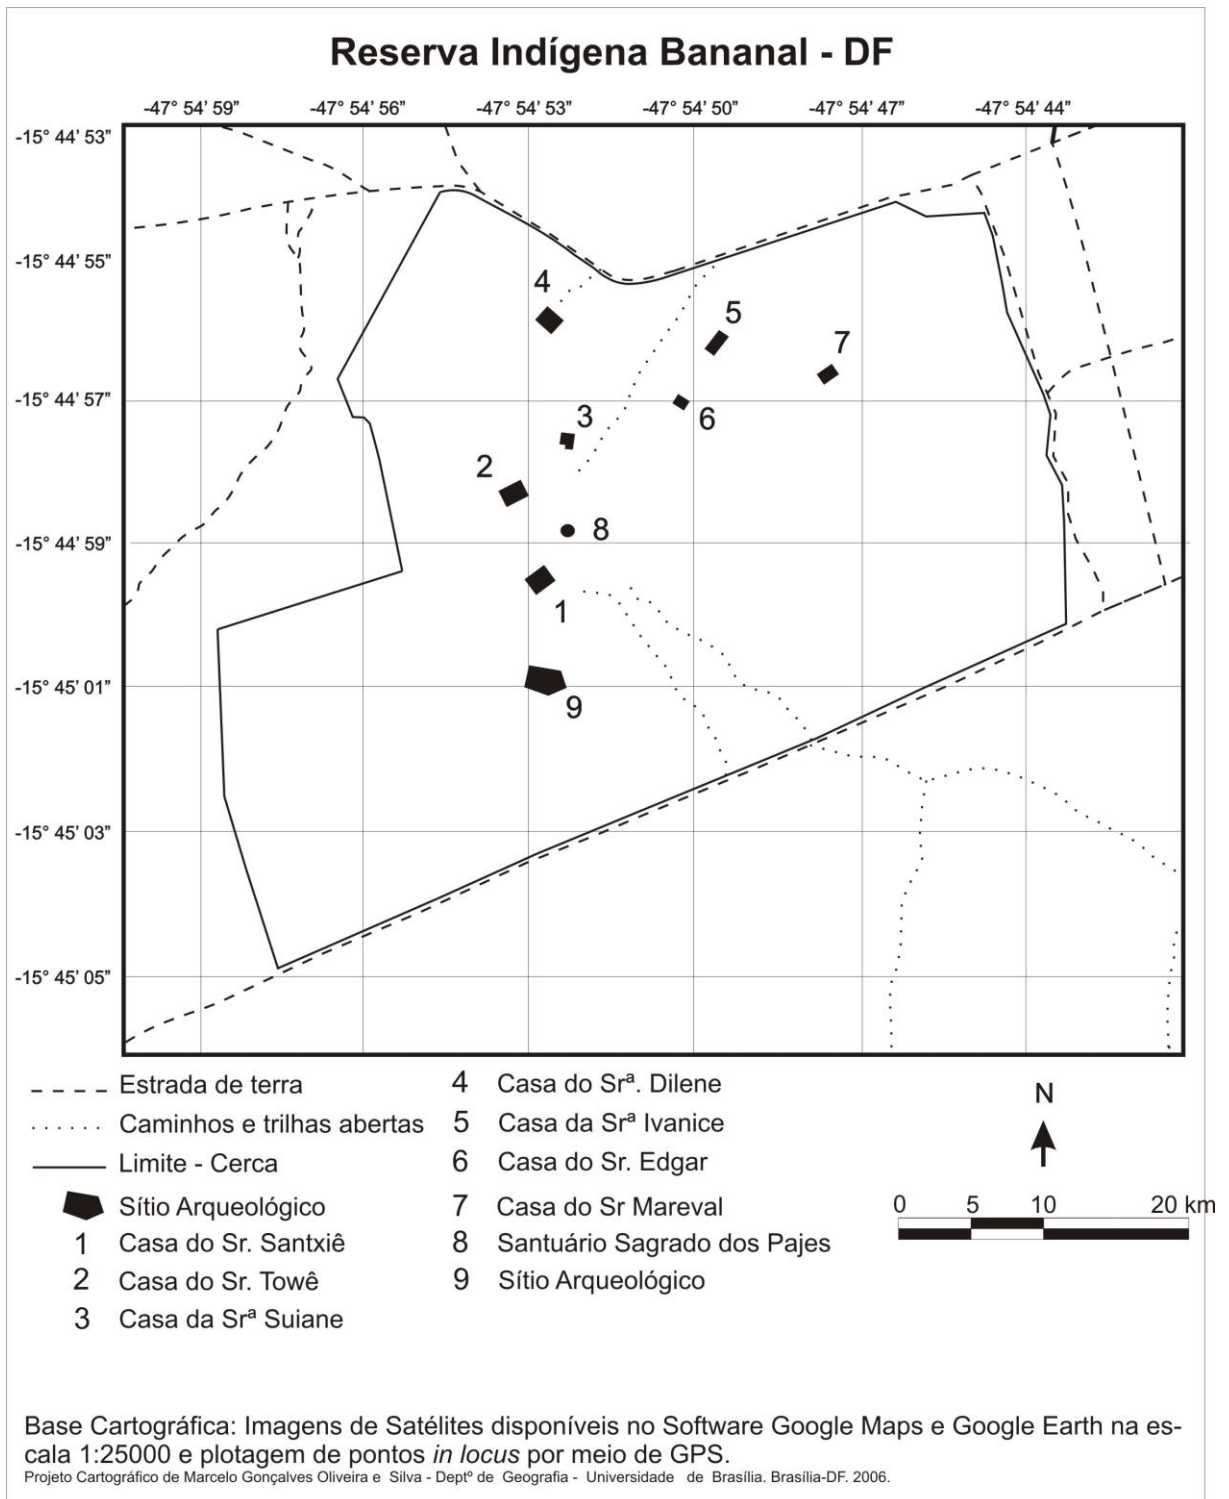 Reserva Indígena Bananal - DF
-47° 54’ 59” -47° 54’ 56” -47° 54’ 53” -47° 54’ 50” -47° 54’ 47” -47° 54’ 44”
-15° 44’ 53”
-15° 44’ 55”
4
5
7
-15° 44’ 57”
3
6
2
8
-15° 44’ 59”
1
-15° 45’ 01”
9
-15° 45’ 03”
-15° 45’ 05”
Estrada de terra
Caminhos e trilhas abertas
Limite - Cerca
Sítio Arqueológico
1 Casa do Sr. Santxiê
2 Casa do Sr. Towê
3 Casa da Srª Suiane
4 Casa do Srª. Dilene
5 Casa da Srª Ivanice
6 Casa do Sr. Edgar
7 Casa do Sr Mareval
8 Santuário Sagrado dos Pajes
9 Sítio Arqueológico
N
0 5 10 20 km
Base Cartográfica: Imagens de Satélites disponíveis no Software Google Maps e Google Earth na es-
cala 1:25000 e plotagem de pontos in locus por meio de GPS.
Projeto Cartográfico de Marcelo Gonçalves Oliveira e Silva - Deptº de Geografia - Universidade de Brasília. Brasília-DF. 2006.